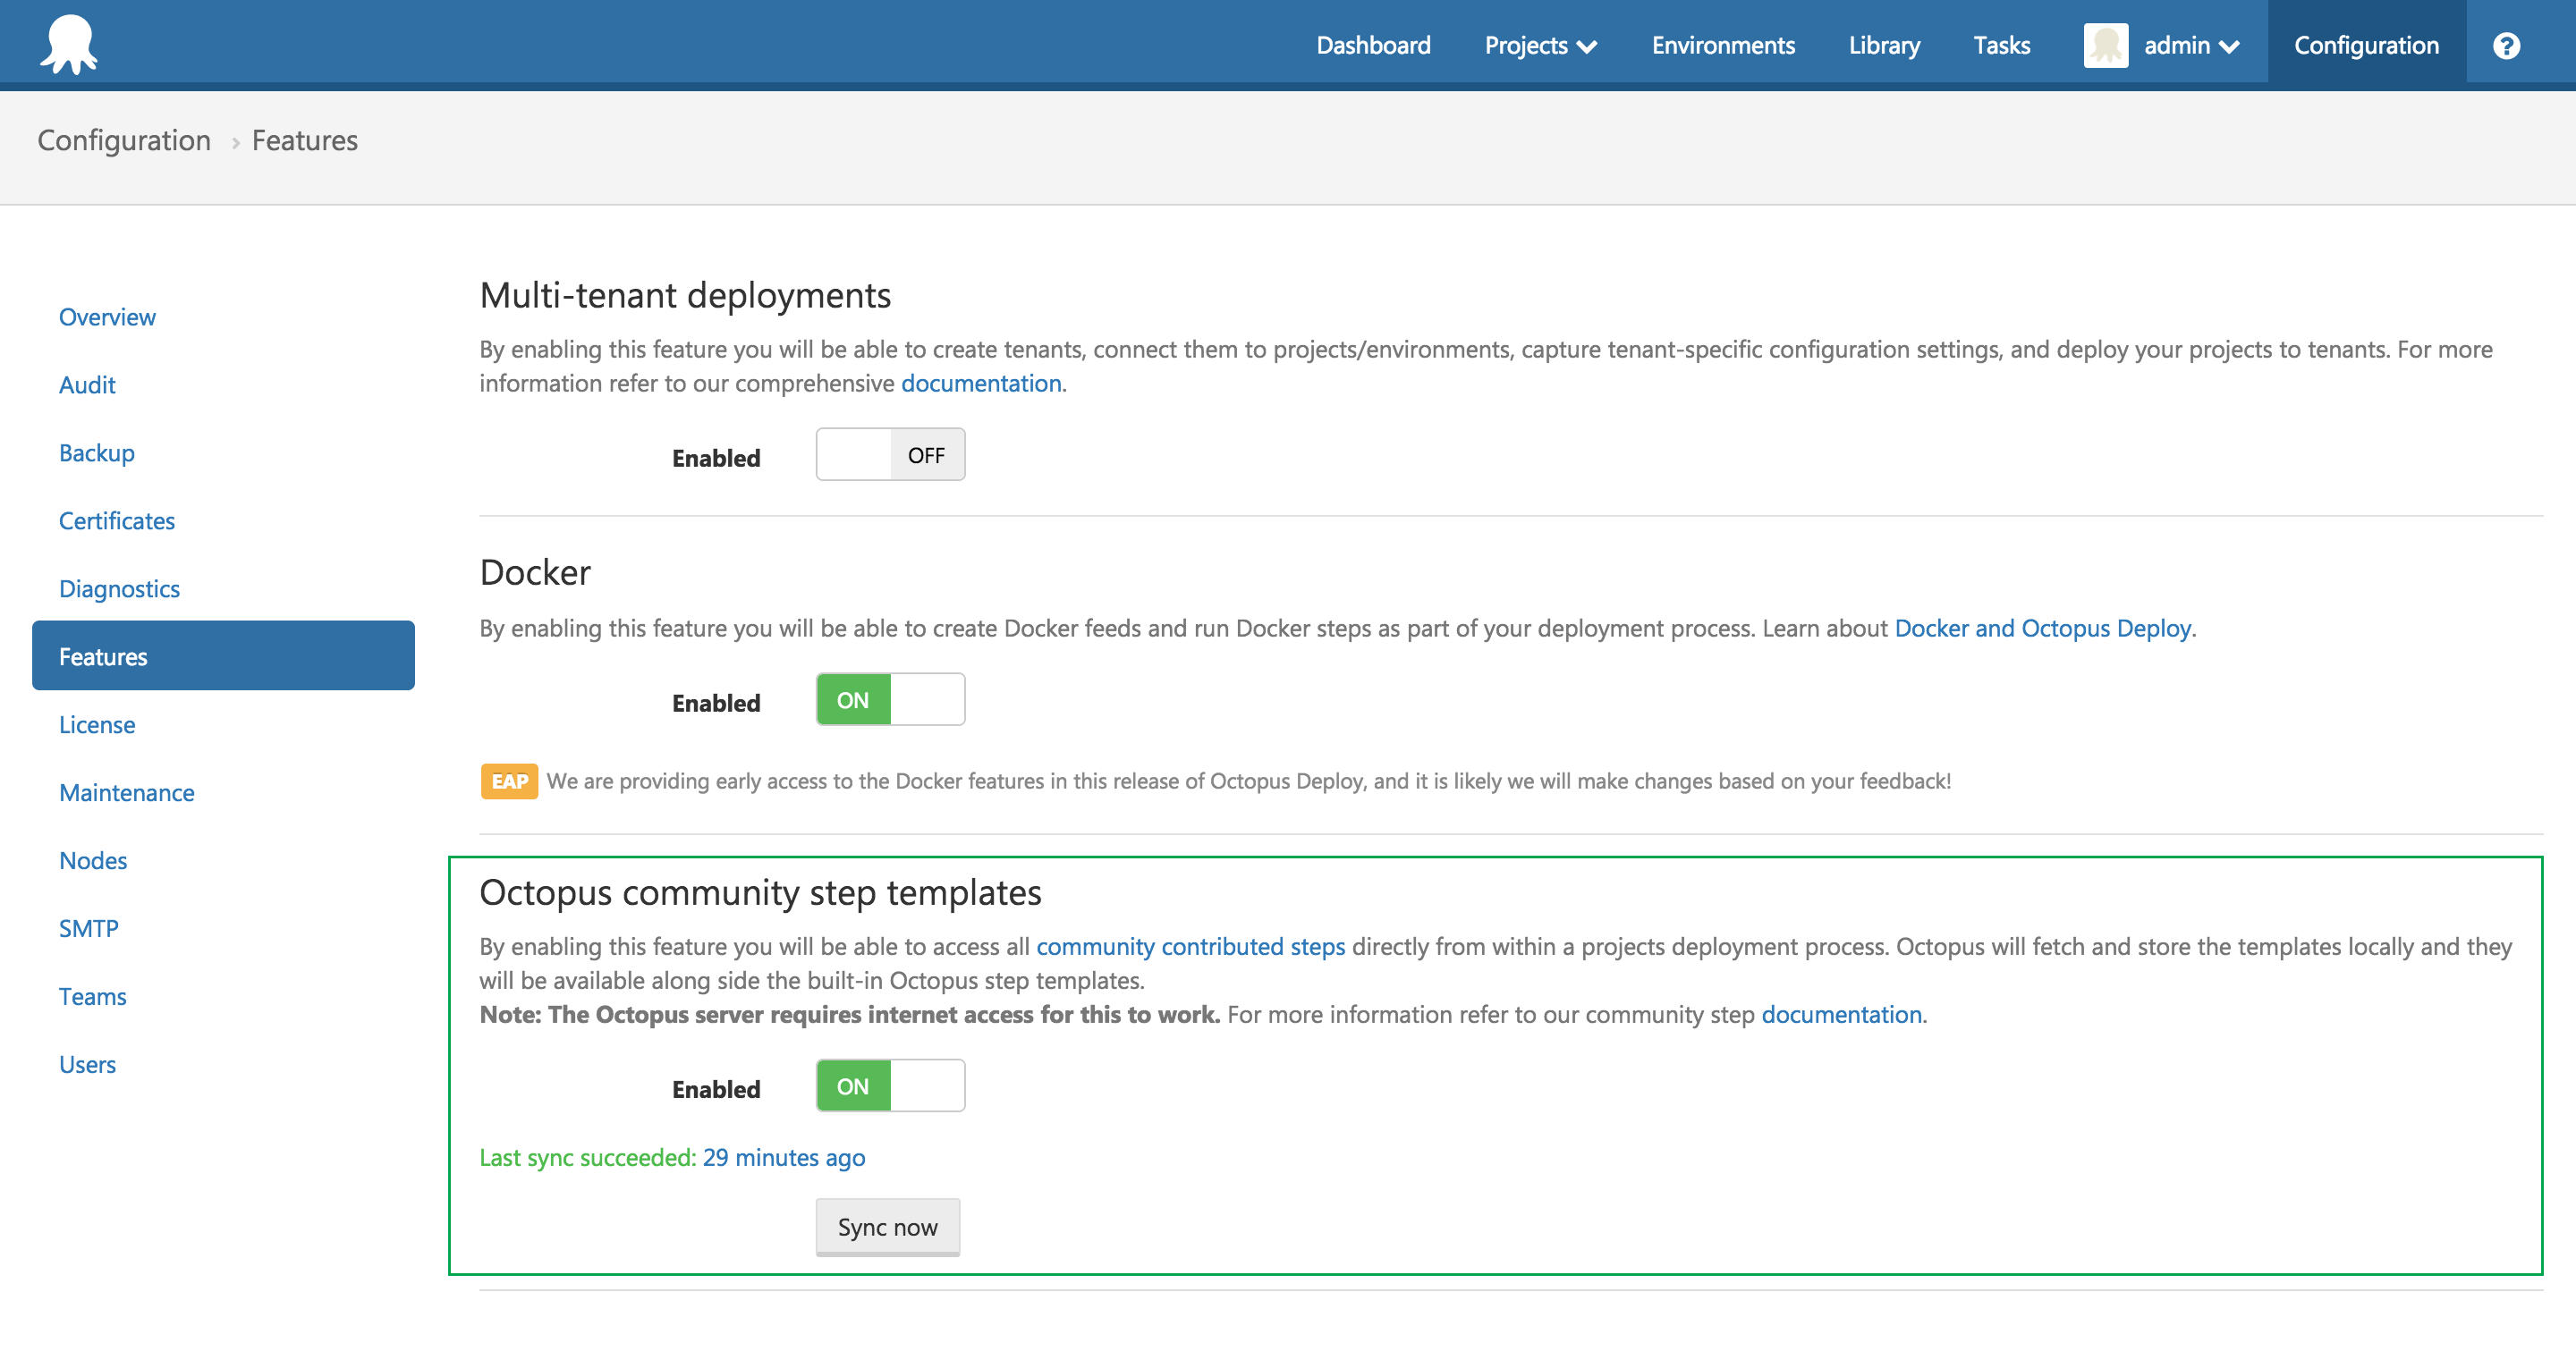 Dashboard Projects Environments Library Tasks admin Configuration ?
Configuration › Features
Overview
Audit
Backup
Certificates
Diagnostics
Features
License
Maintenance
Nodes
SMTP
Teams
Users
Multi-tenant deployments
By enabling this feature you will be able to create tenants, connect them to projects/environments, capture tenant-specific configuration settings, and deploy your projects to tenants. For more
information refer to our comprehensive documentation.
Enabled OFF
Docker
By enabling this feature you will be able to create Docker feeds and run Docker steps as part of your deployment process. Learn about Docker and Octopus Deploy.
Enabled ON
EAP We are providing early access to the Docker features in this release of Octopus Deploy, and it is likely we will make changes based on your feedback!
Octopus community step templates
By enabling this feature you will be able to access all community contributed steps directly from within a projects deployment process. Octopus will fetch and store the templates locally and they
will be available along side the built-in Octopus step templates.
Note: The Octopus server requires internet access for this to work. For more information refer to our community step documentation.
Enabled ON
Last sync succeeded: 29 minutes ago
Sync now